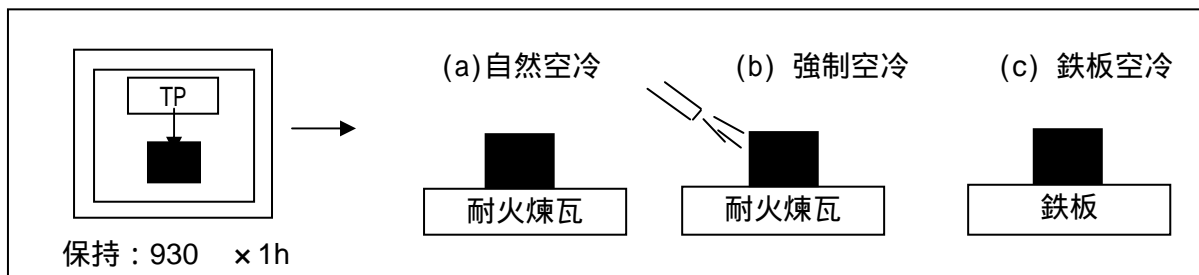 (a)自然空冷
(b) 強制空冷
(c) 鉄板空冷
TP
耐火煉瓦
耐火煉瓦
鉄板
保持：930　×1h